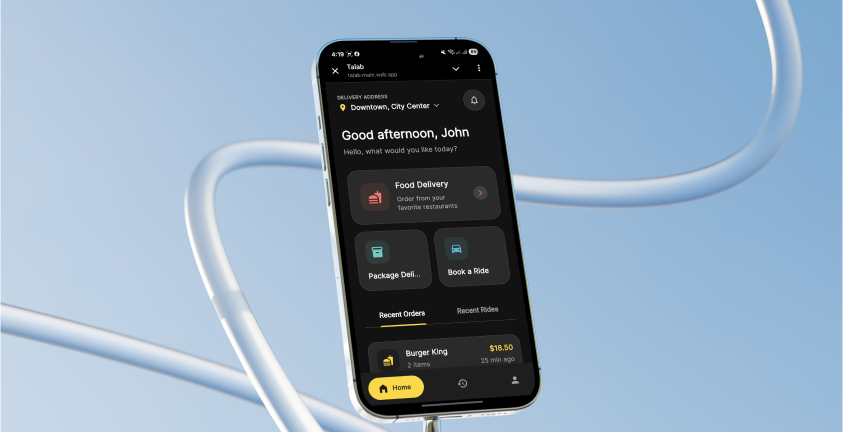 4:19
Talab
talab-main.web.app
DELIVERY ADDRESS
Downtown, City Center
Good afternoon, John
Hello, what would you like today?
Food Delivery
Order from your
favorite restaurants
Package Deli...
Book a Ride
Recent Orders
Recent Rides
Burger King
$18.50
2 items
25 min ago
Home